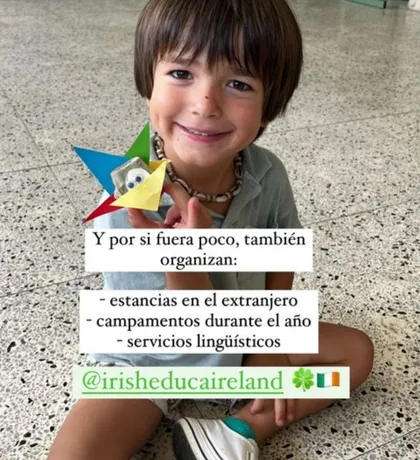 Y por si fuera poco, también
organizan:
- estancias en el extranjero
- campamentos durante el año
- servicios lingüísticos
@irisheducaireland 🍀🇮🇪